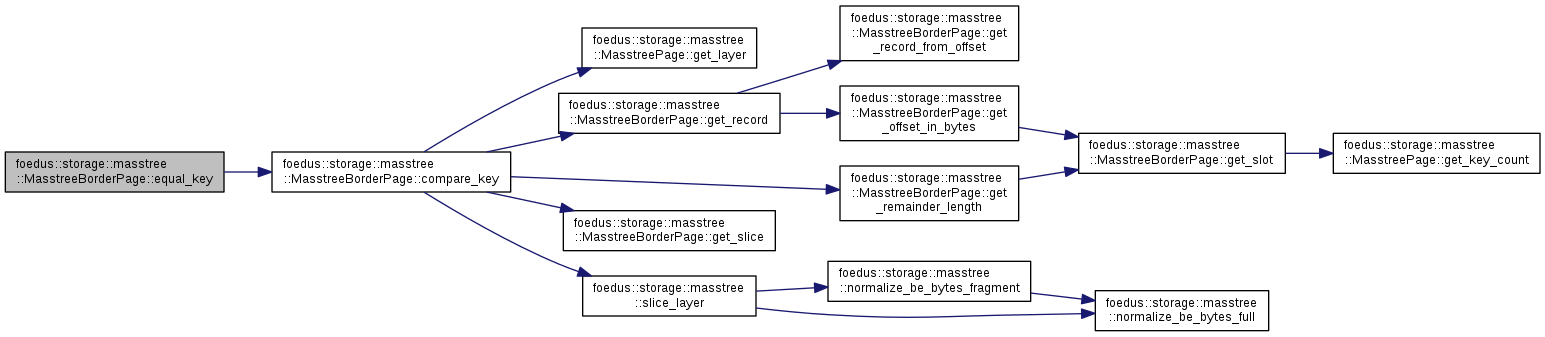 foedus::storage::masstree
::MasstreeBorderPage::equal_key
foedus::storage::masstree
::MasstreeBorderPage::compare_key
foedus::storage::masstree
::MasstreePage::get_layer
foedus::storage::masstree
::MasstreeBorderPage::get_record
foedus::storage::masstree
::MasstreeBorderPage::get_slice
foedus::storage::masstree
::slice_layer
foedus::storage::masstree
::MasstreeBorderPage::get
_record_from_offset
foedus::storage::masstree
::MasstreeBorderPage::get
_offset_in_bytes
foedus::storage::masstree
::MasstreeBorderPage::get
_remainder_length
foedus::storage::masstree
::normalize_be_bytes_fragment
foedus::storage::masstree
::MasstreeBorderPage::get_slot
foedus::storage::masstree
::normalize_be_bytes_full
foedus::storage::masstree
::MasstreePage::get_key_count